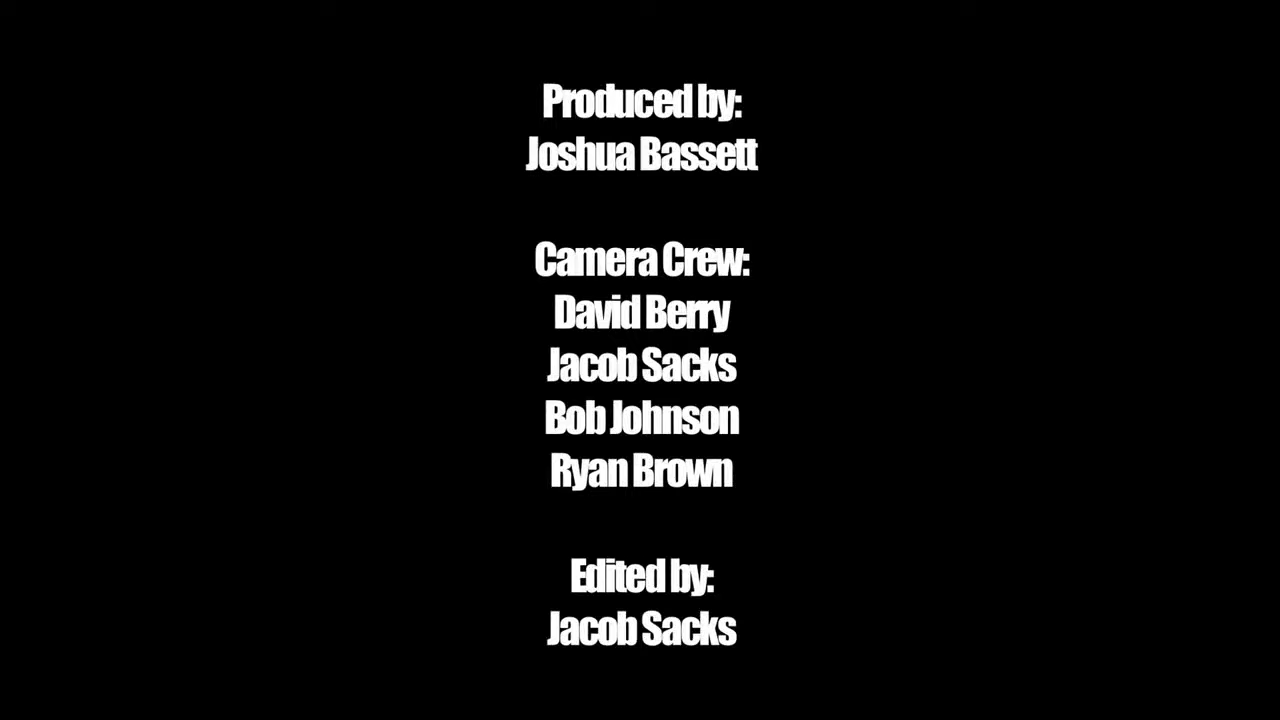 Produced by:
Joshua Bassett
Camera Crew:
David Berry
Jacob Sacks
Bob Johnson
Ryan Brown
Edited by:
Jacob Sacks